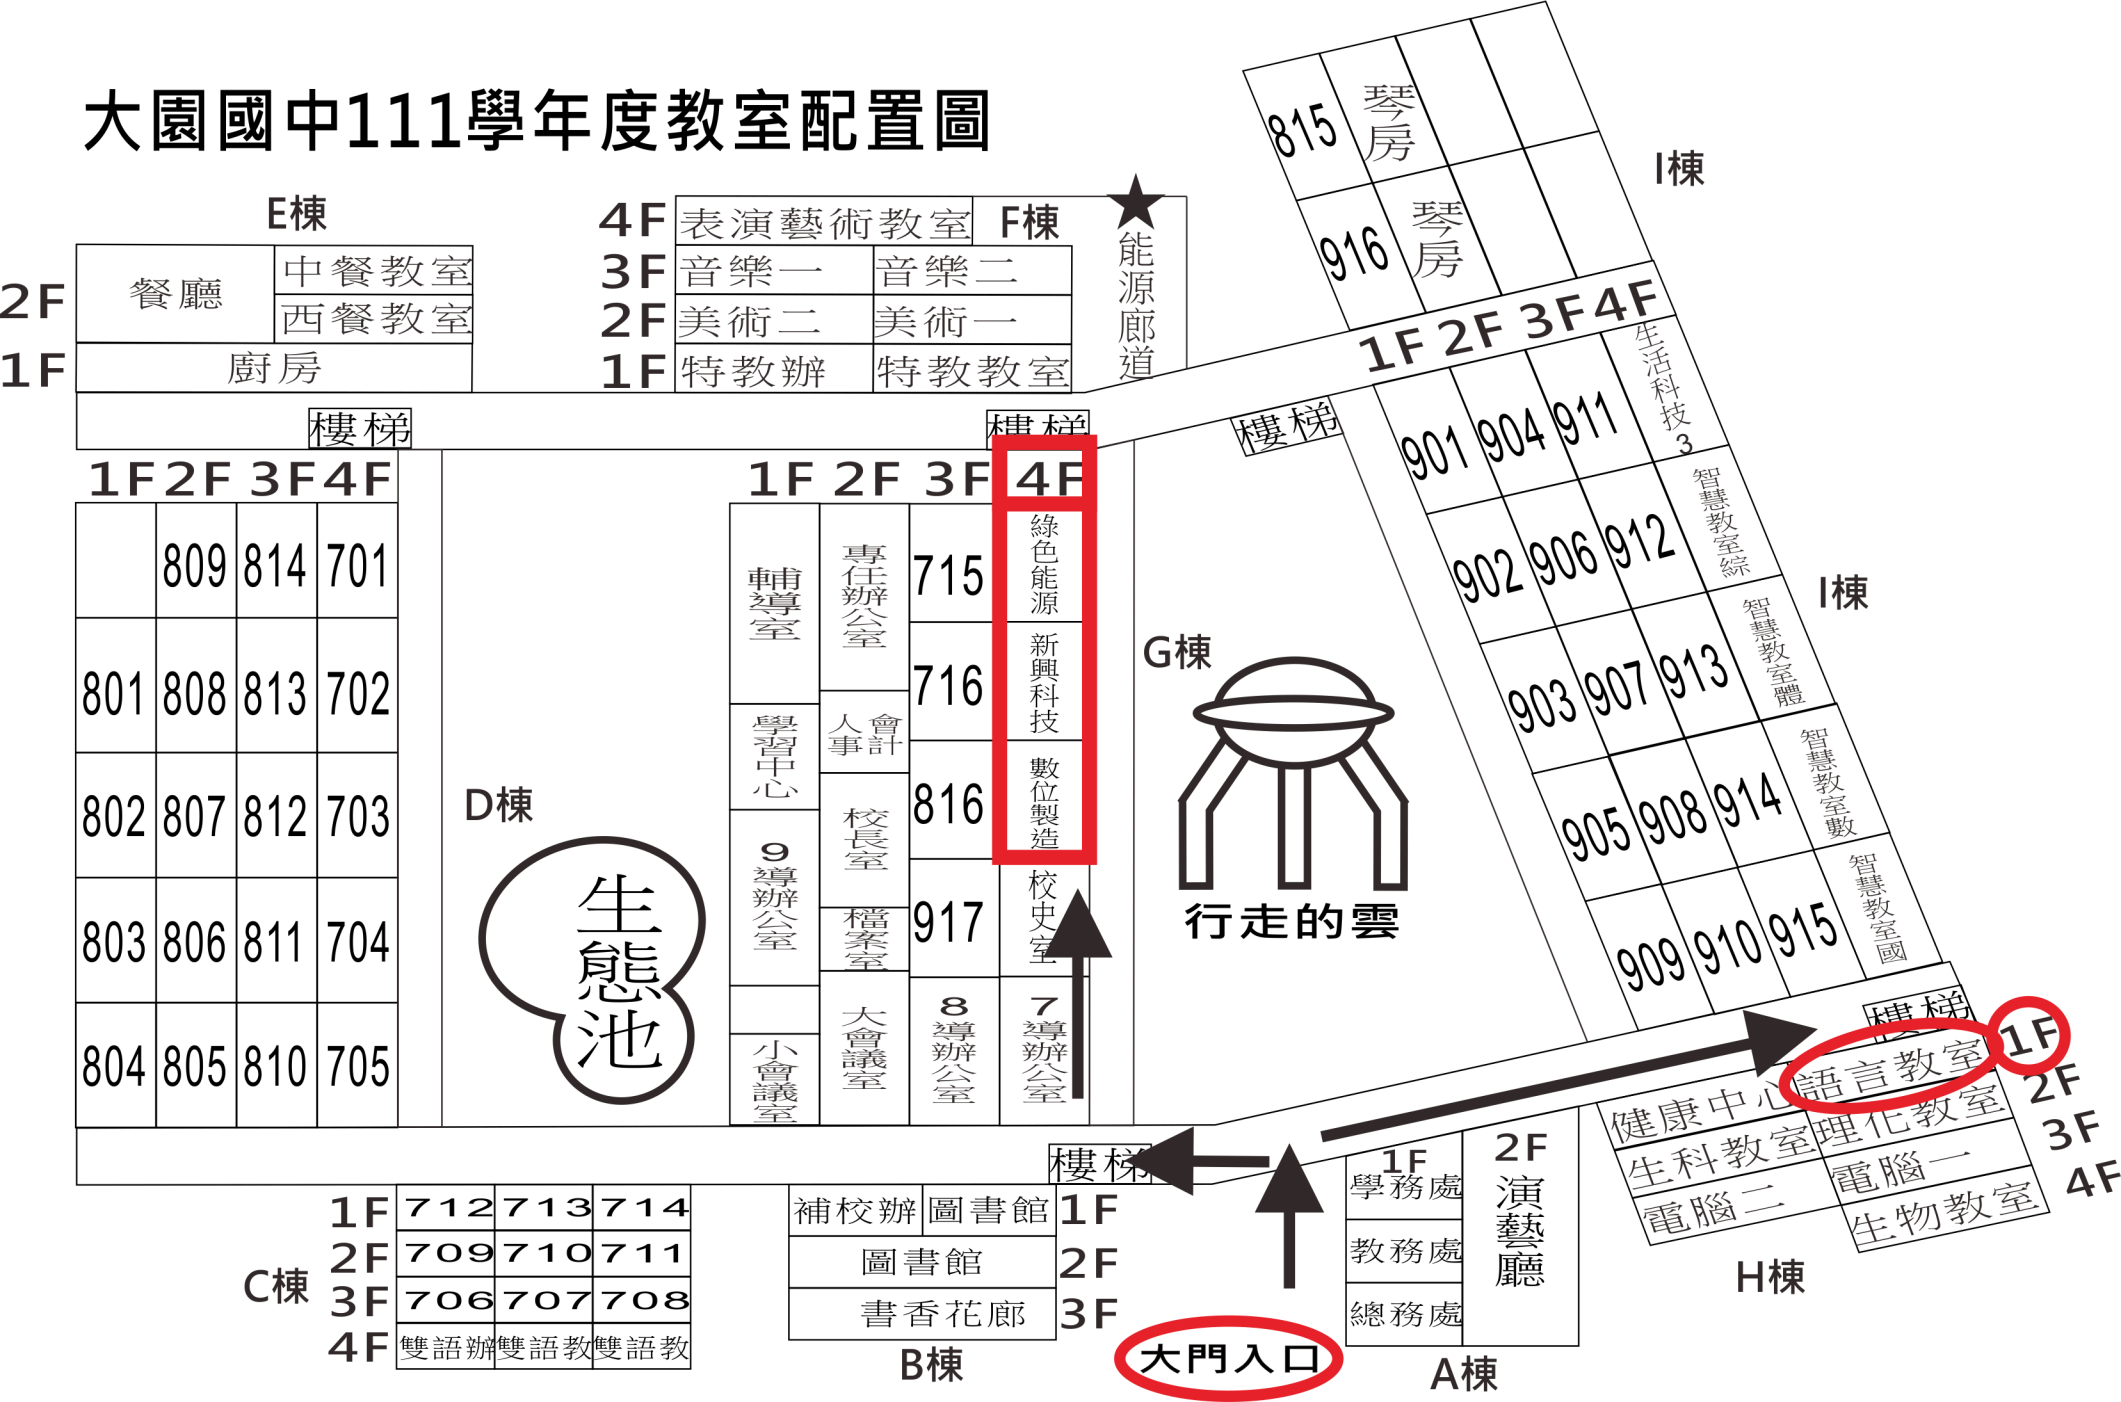 大園國中111學年度教室配置圖
E棟
2F
餐廳
中餐教室
西餐教室
1F
廚房
樓梯
4F
表演藝術教室
F棟
3F
音樂一
音樂二
2F
美術二
美術一
1F
特教辦
特教教室
★
能源廊道
樓梯
815
琴房
916
琴房
I棟
1F 2F 3F 4F
樓梯
901 904 911 生活科技3
902 906 912 智慧教室綜
903 907 913 智慧教室體
905 908 914 智慧教室數
909 910 915 智慧教室國
I棟
1F 2F 3F 4F
809 814 701
801 808 813 702
802 807 812 703
803 806 811 704
804 805 810 705
D棟
生態池
1F 2F 3F 4F
輔導室
學習中心
9導辦公室
小會議室
專任辦公室
人事
會計
校長室
檔案室
大會議室
715
716
816
917
8導辦公室
綠色能源
新興科技
數位製造
校史室
7導辦公室
G棟
行走的雲
樓梯
樓梯
1F
健康中心
語言教室
2F
生科教室
理化教室
3F
電腦二
電腦一
4F
生物教室
H棟
1F
712 713 714
2F
709 710 711
3F
706 707 708
4F
雙語辦 雙語教 雙語教
C棟
補校辦 圖書館 1F
圖書館 2F
書香花廊 3F
B棟
大門入口
1F
學務處
教務處
總務處
2F
演藝廳
A棟